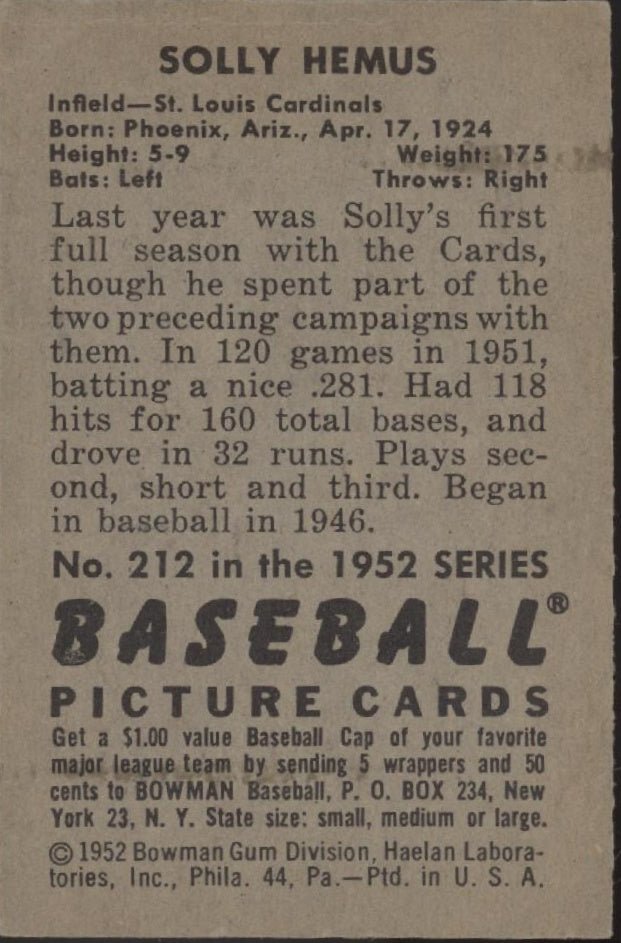 SOLLY HEMUS
Infield—St. Louis Cardinals
Born: Phoenix, Ariz., Apr. 17, 1924
Height: 5-9 Weight: 175
Bats: Left Throws: Right
Last year was Solly's first
full season with the Cards,
though he spent part of the
two preceding campaigns with
them. In 120 games in 1951,
batting a nice .281. Had 118
hits for 160 total bases, and
drove in 32 runs. Plays sec-
ond, short and third. Began
in baseball in 1946.
No. 212 in the 1952 SERIES
BASEBALL®
PICTURE CARDS
Get a $1.00 value Baseball Cap of your favorite
major league team by sending 5 wrappers and 50
cents to BOWMAN Baseball, P. O. BOX 234, New
York 23, N. Y. State size: small, medium or large.
© 1952 Bowman Gum Division, Haelan Labora-
tories, Inc., Phila. 44, Pa.—Ptd. in U. S. A.